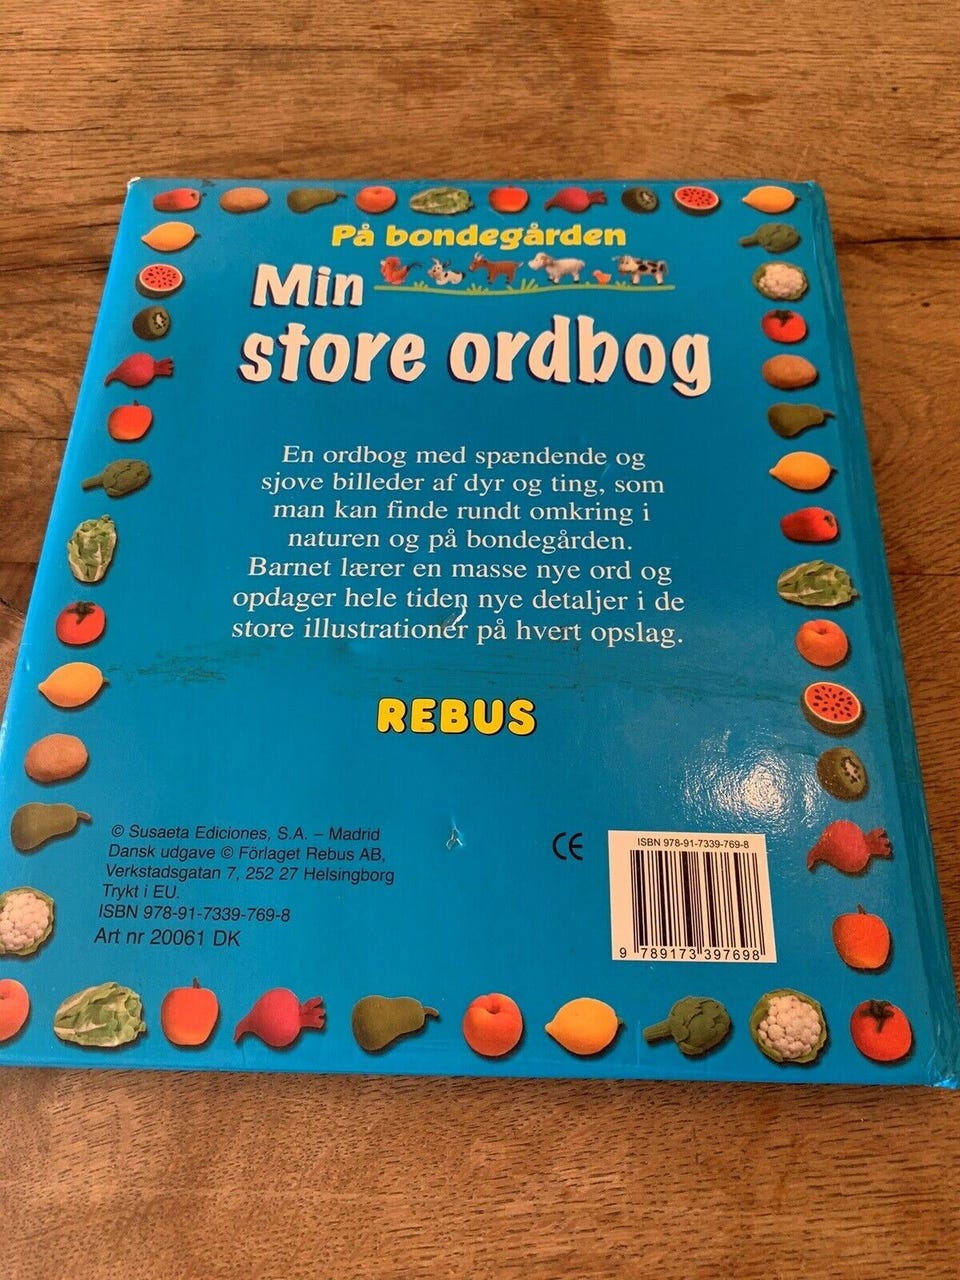 På bondegården
Min
store ordbog
En ordbog med spændende og
sjove billeder af dyr og ting, som
man kan finde rundt omkring i
naturen og på bondegården.
Barnet lærer en masse nye ord og
opdager hele tiden nye detaljer i de
store illustrationer på hvert opslag.
REBUS
© Susaeta Ediciones, S.A. – Madrid
Dansk udgave © Förlaget Rebus AB,
Verkstadsgatan 7, 252 27 Helsingborg
Trykt i EU.
ISBN 978-91-7339-769-8
Art nr 20061 DK
CE
ISBN 978-91-7339-769-8
9 789173 397698